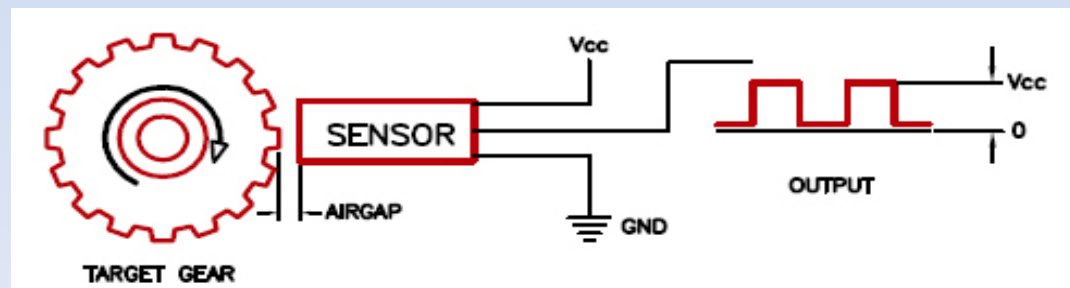 Vcc
SENSOR
Vcc
0
OUTPUT
AIRGAP
GND
TARGET GEAR